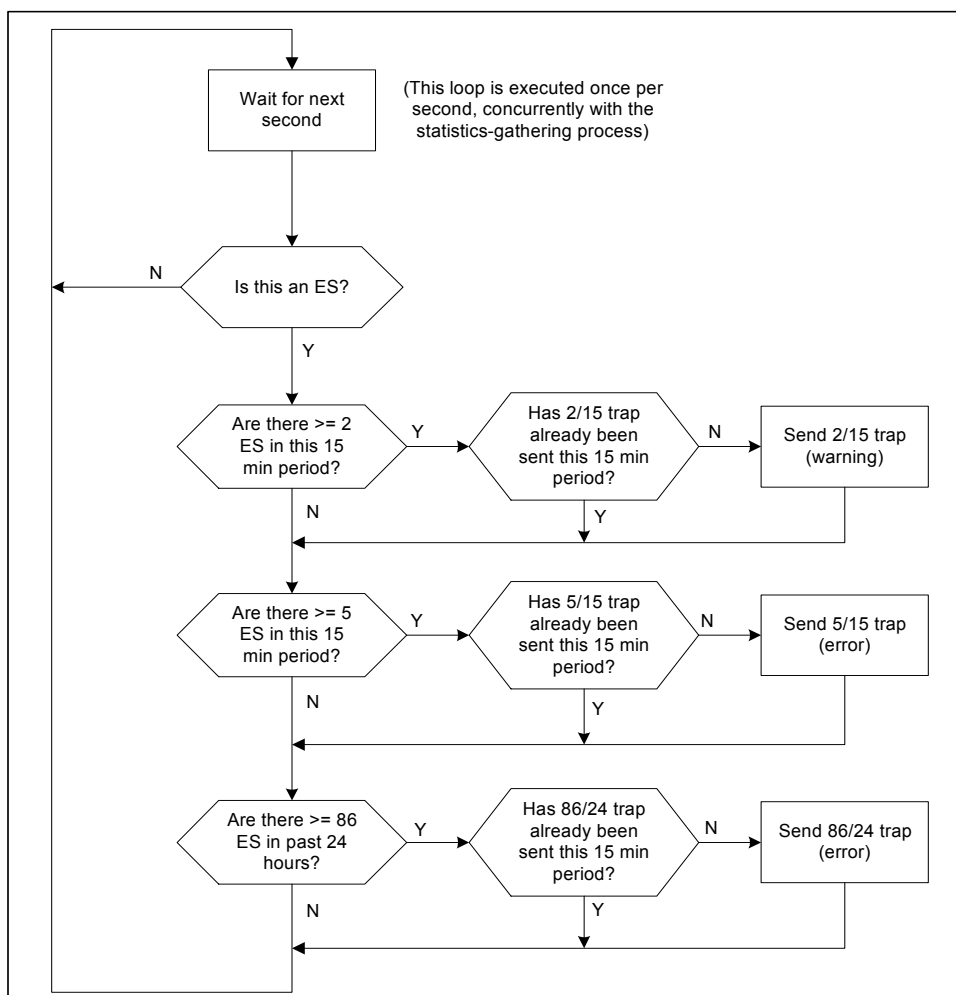 Wait for next
second
(This loop is executed once per
second, concurrently with the
statistics-gathering process)
N
Is this an ES?
Y
Are there >= 2
ES in this 15
min period?
Y
Has 2/15 trap
already been
sent this 15 min
period?
N
Send 2/15 trap
(warning)
N
Y
Are there >= 5
ES in this 15
min period?
Y
Has 5/15 trap
already been
sent this 15 min
period?
N
Send 5/15 trap
(error)
N
Y
Are there >= 86
ES in past 24
hours?
Y
Has 86/24 trap
already been
sent this 15 min
period?
N
Send 86/24 trap
(error)
N
Y